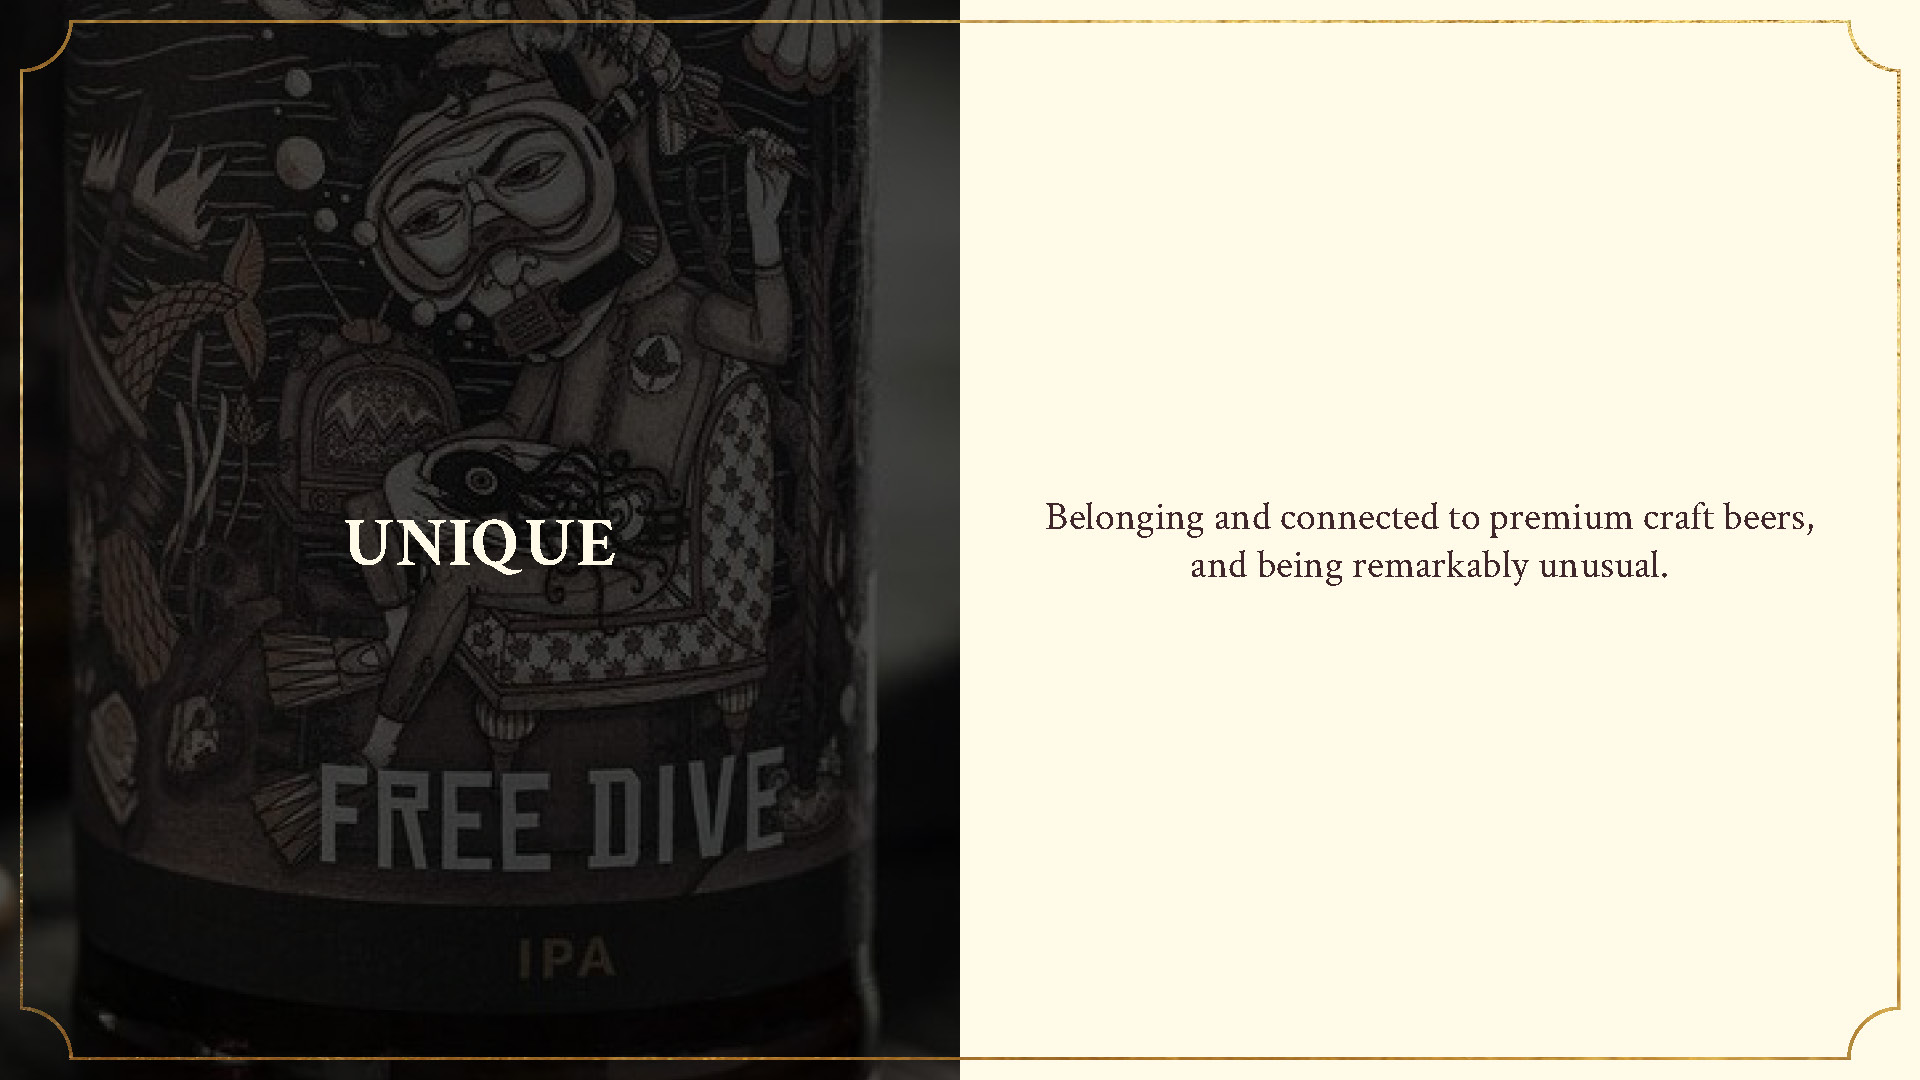 UNIQUE
FREE DIVE
IPA
Belonging and connected to premium craft beers,
and being remarkably unusual.